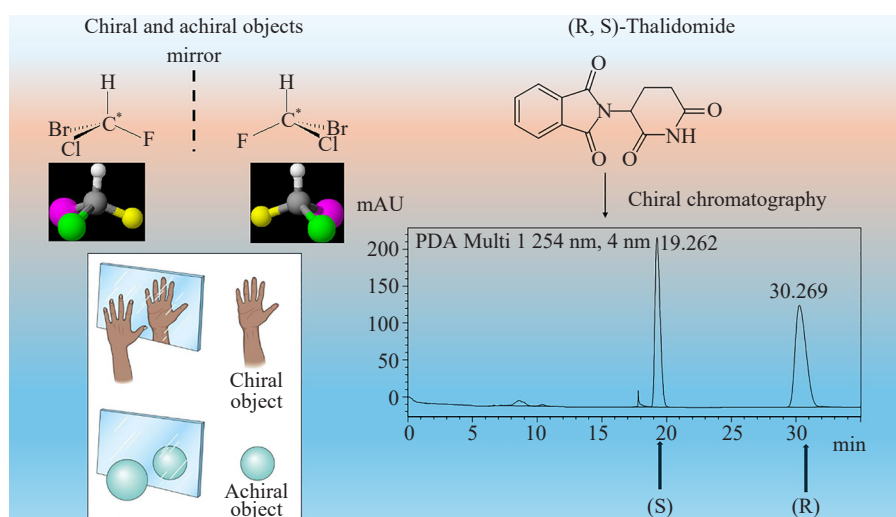 Chiral and achiral objects
mirror
H
Br
C*
Cl
F
H
C*
Br
Cl
F
Chiral
object
Achiral
object
(R, S)-Thalidomide
O
N
O
O
NH
O
Chiral chromatography
mAU
PDA Multi 1 254 nm, 4 nm
19.262
30.269
200
150
100
50
0
0 5 10 15 20 25 30 min
(S) (R)